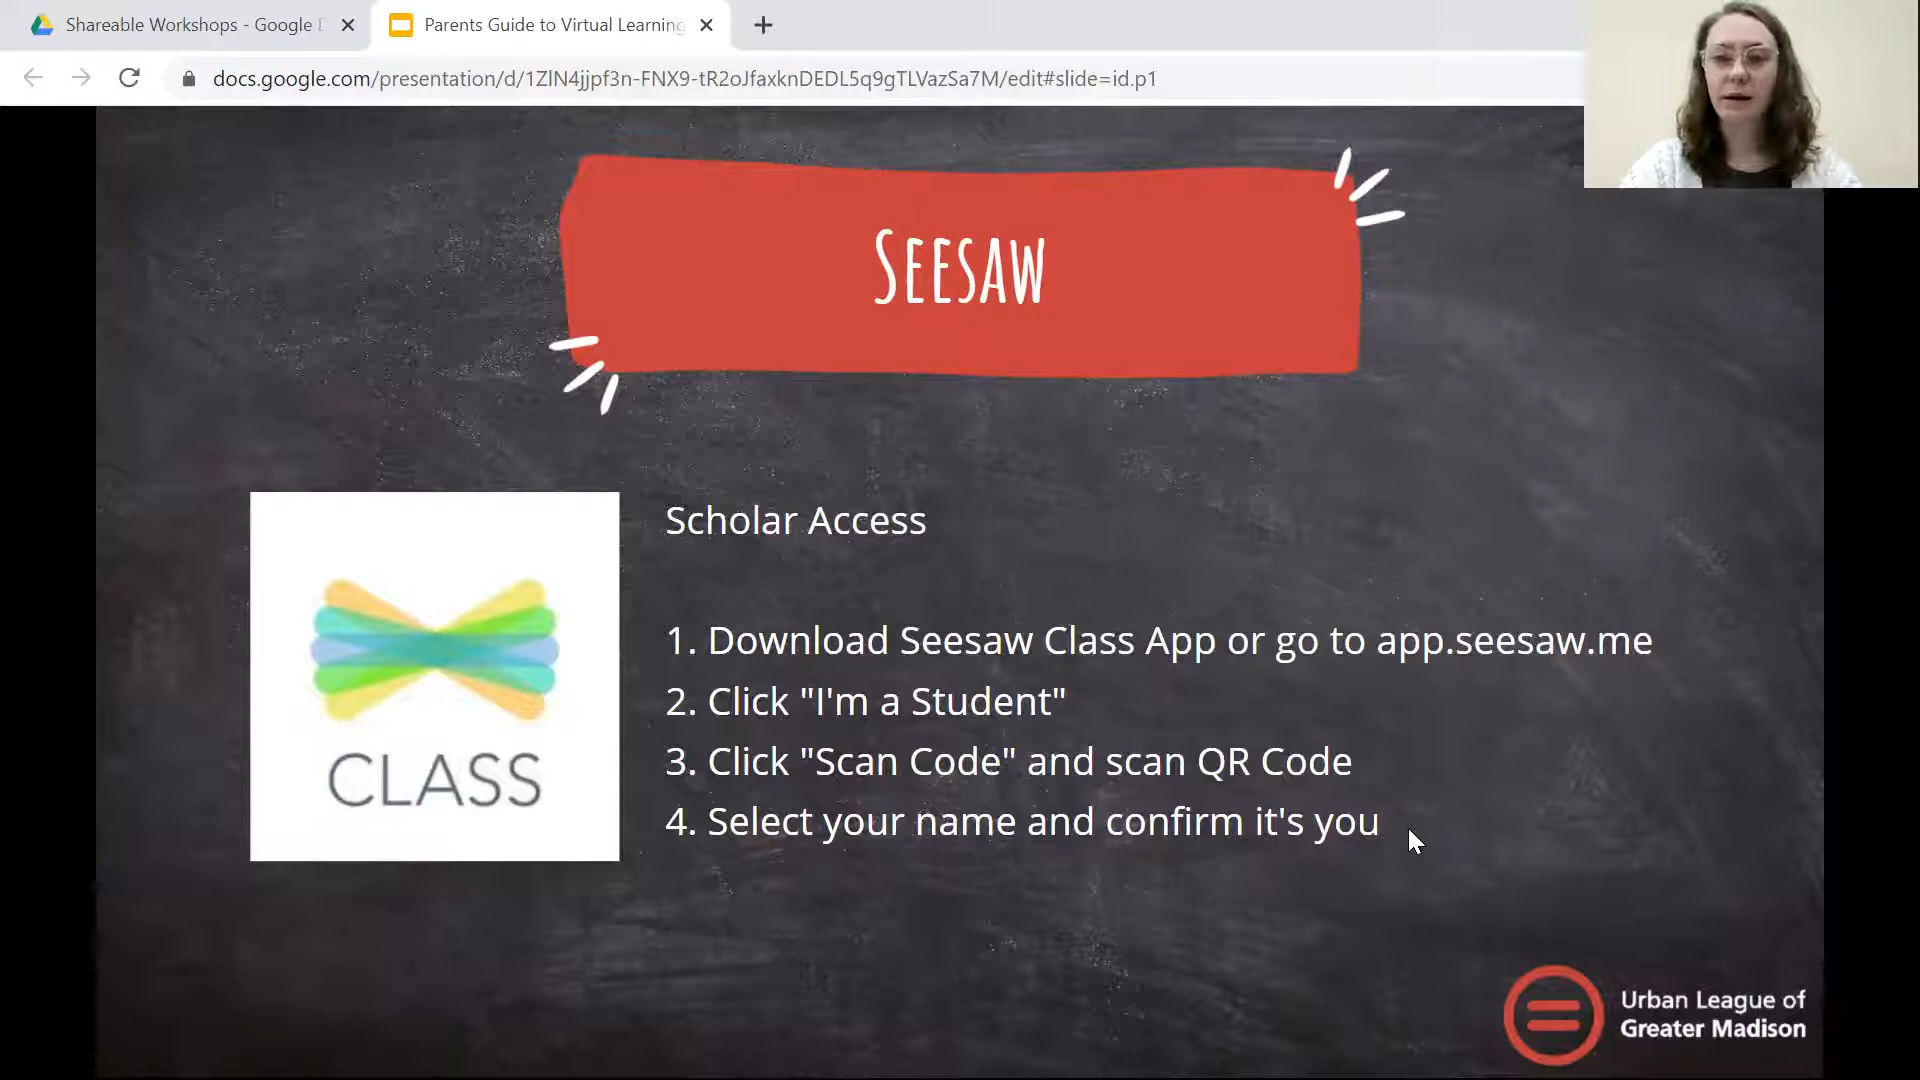 Shareable Workshops - Google
Parents Guide to Virtual Learning
docs.google.com/presentation/d/1ZlN4jjpf3n-FNX9-tR2oJfaxknDEDL5q9gTLVazSa7M/edit#slide=id.p1
SEESAW
Scholar Access
1. Download Seesaw Class App or go to app.seesaw.me
2. Click "I'm a Student"
3. Click "Scan Code" and scan QR Code
4. Select your name and confirm it's you
CLASS
Urban League of
Greater Madison